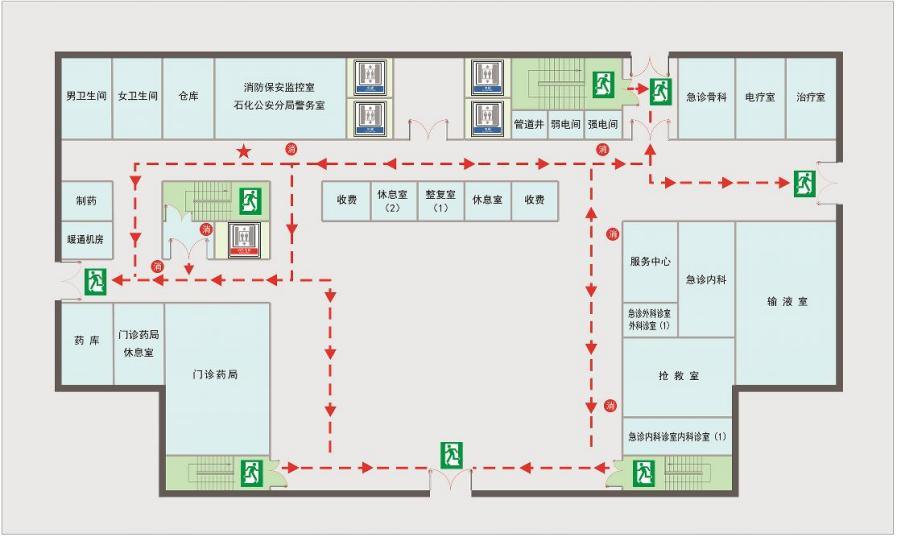 男卫生间
女卫生间
仓库
消防保安监控室
石化公安分局警务室
管道井
弱电间
强电间
急诊骨科
电疗室
治疗室
消
消
制药
暖通机房
消
消
收费
休息室
(2)
整复室
(1)
休息室
收费
消
服务中心
急诊内科
输液室
急诊外科诊室
外科诊室(1)
药库
门诊药局
休息室
门诊药局
抢救室
消
急诊内科诊室内科诊室(1)